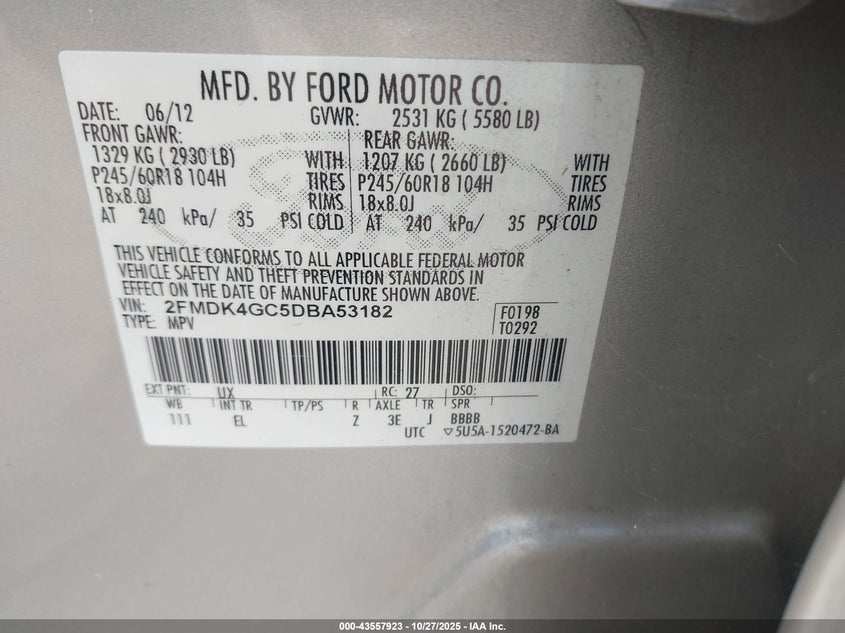 MFD. BY FORD MOTOR CO.
DATE: 06/12 GVWR: 2531 KG ( 5580 LB)
FRONT GAWR: REAR GAWR:
1329 KG ( 2930 LB) WITH 1207 KG ( 2660 LB) WITH
P245/60R18 104H TIRES P245/60R18 104H TIRES
18x8.0J RIMS 18x8.0J RIMS
AT 240 kPa/ 35 PSI COLD AT 240 kPa/ 35 PSI COLD
THIS VEHICLE CONFORMS TO ALL APPLICABLE FEDERAL MOTOR
VEHICLE SAFETY AND THEFT PREVENTION STANDARDS IN
EFFECT ON THE DATE OF MANUFACTURE SHOWN ABOVE.
VIN: 2FMDK4GC5DBA53182 F0198
TYPE: MPV T0292
EXT PNT: UX RC: 27 DSO:
WB INT TR TP/PS R AXLE TR SPR
111 EL Z 3E J BBBB
UTC ▽5U5A-1520472-BA
000-43557923 | 10/27/2025 - IAA Inc.